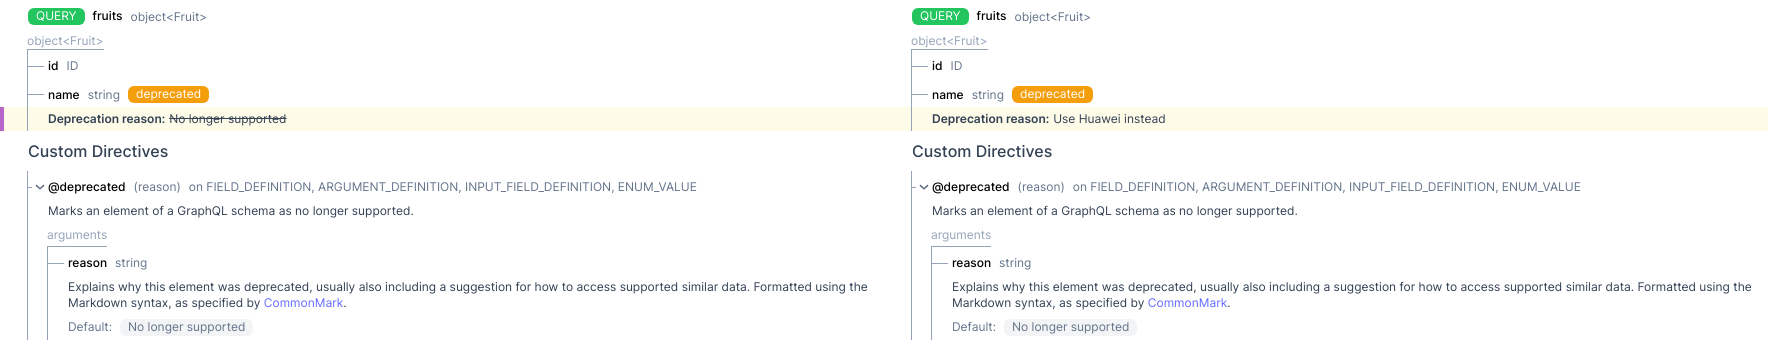 QUERY fruits object<Fruit>
object<Fruit>
id ID
name string deprecated
Deprecation reason: No longer supported
Custom Directives
@deprecated (reason) on FIELD_DEFINITION, ARGUMENT_DEFINITION, INPUT_FIELD_DEFINITION, ENUM_VALUE
Marks an element of a GraphQL schema as no longer supported.
arguments
reason string
Explains why this element was deprecated, usually also including a suggestion for how to access supported similar data. Formatted using the
Markdown syntax, as specified by CommonMark.
Default: No longer supported
QUERY fruits object<Fruit>
object<Fruit>
id ID
name string deprecated
Deprecation reason: Use Huawei instead
Custom Directives
@deprecated (reason) on FIELD_DEFINITION, ARGUMENT_DEFINITION, INPUT_FIELD_DEFINITION, ENUM_VALUE
Marks an element of a GraphQL schema as no longer supported.
arguments
reason string
Explains why this element was deprecated, usually also including a suggestion for how to access supported similar data. Formatted using the
Markdown syntax, as specified by CommonMark.
Default: No longer supported